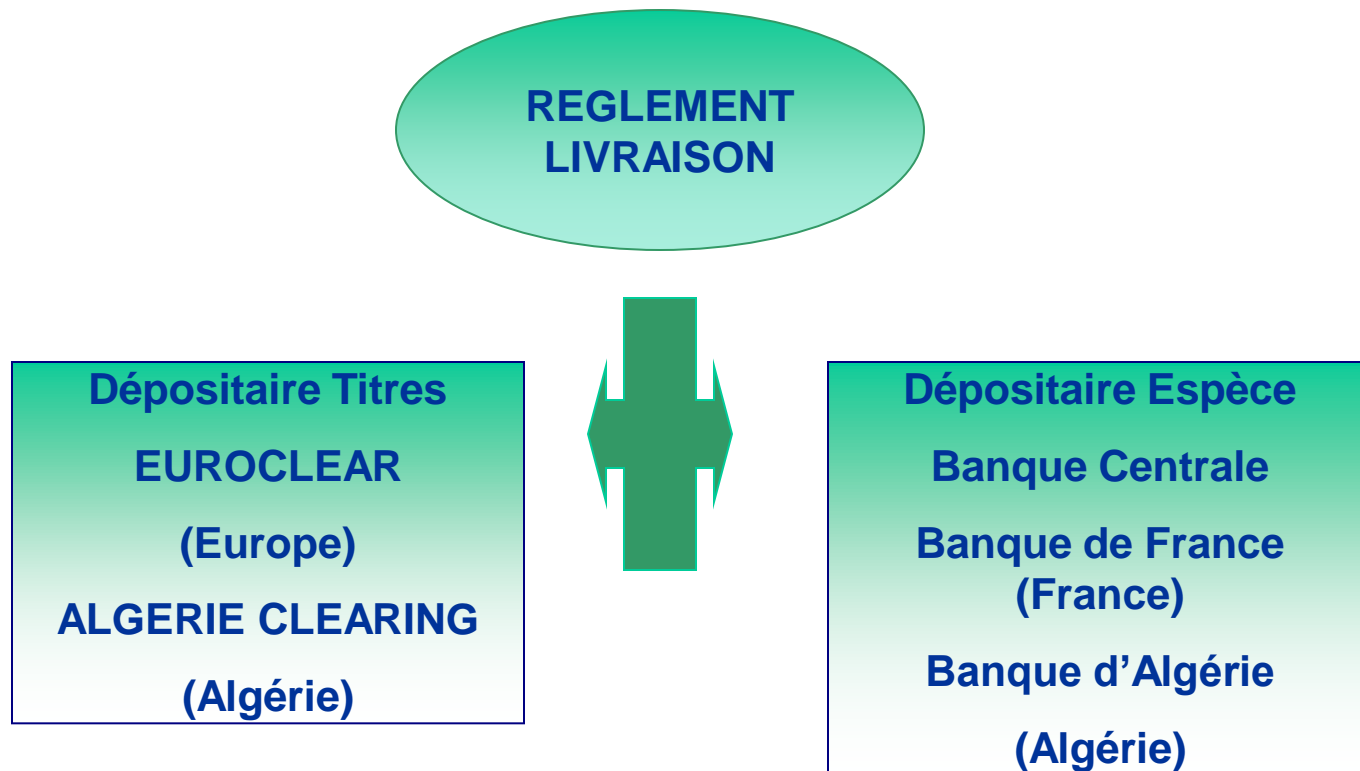 REGLEMENT
LIVRAISON
Dépositaire Titres
EUROCLEAR
(Europe)
ALGERIE CLEARING
(Algérie)
Dépositaire Espèce
Banque Centrale
Banque de France
(France)
Banque d’Algérie
(Algérie)